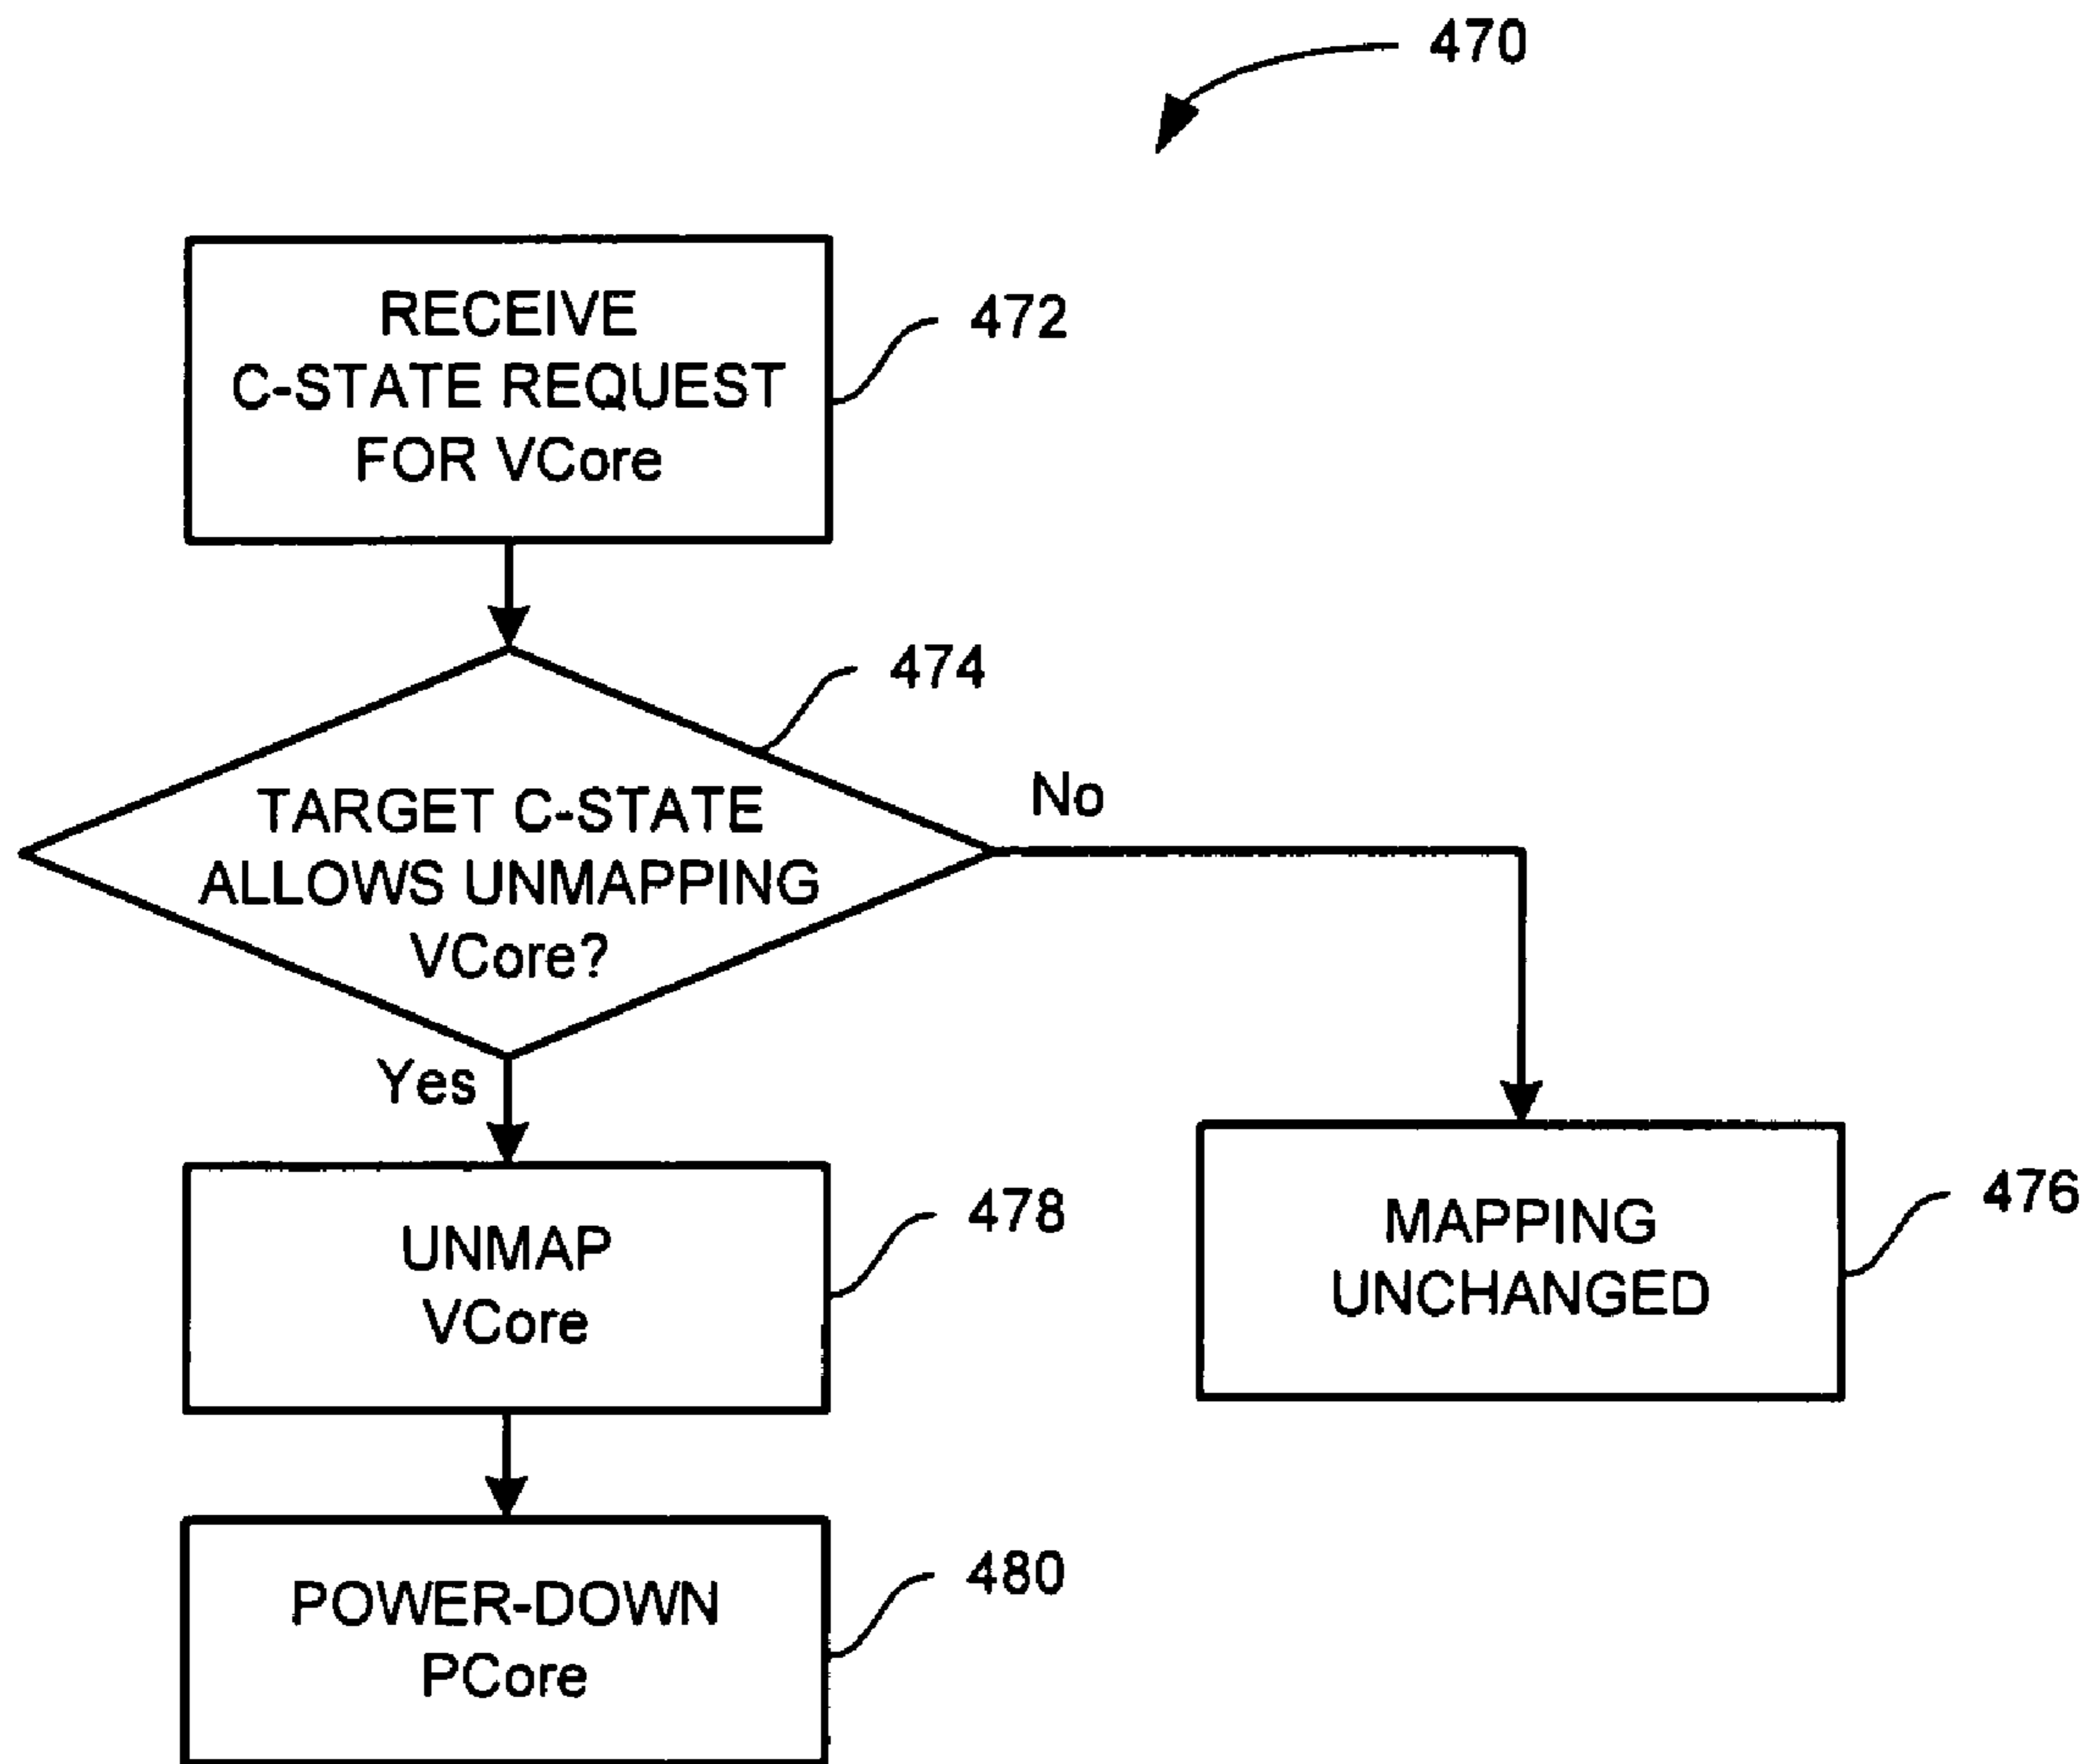 470
RECEIVE
C-STATE REQUEST
FOR VCore
472
474
TARGET C-STATE
ALLOWS UNMAPPING
VCore?
No
Yes
UNMAP
VCore
478
MAPPING
UNCHANGED
476
POWER-DOWN
PCore
480